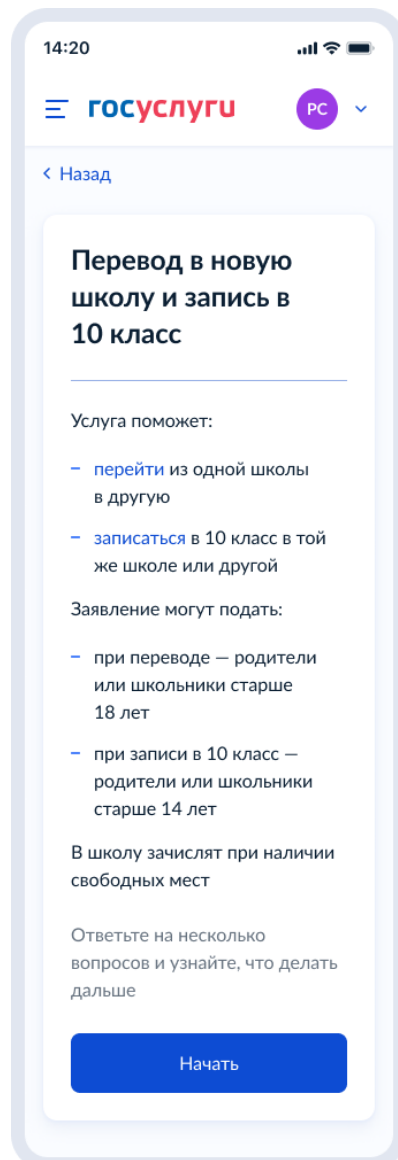 14:20
госуслуги
РС
Назад
Перевод в новую
школу и запись в
10 класс
Услуга поможет:
– перейти из одной школы
в другую
– записаться в 10 класс в той
же школе или другой
Заявление могут подать:
– при переводе — родители
или школьники старше
18 лет
– при записи в 10 класс —
родители или школьники
старше 14 лет
В школу зачислят при наличии
свободных мест
Ответьте на несколько
вопросов и узнайте, что делать
дальше
Начать